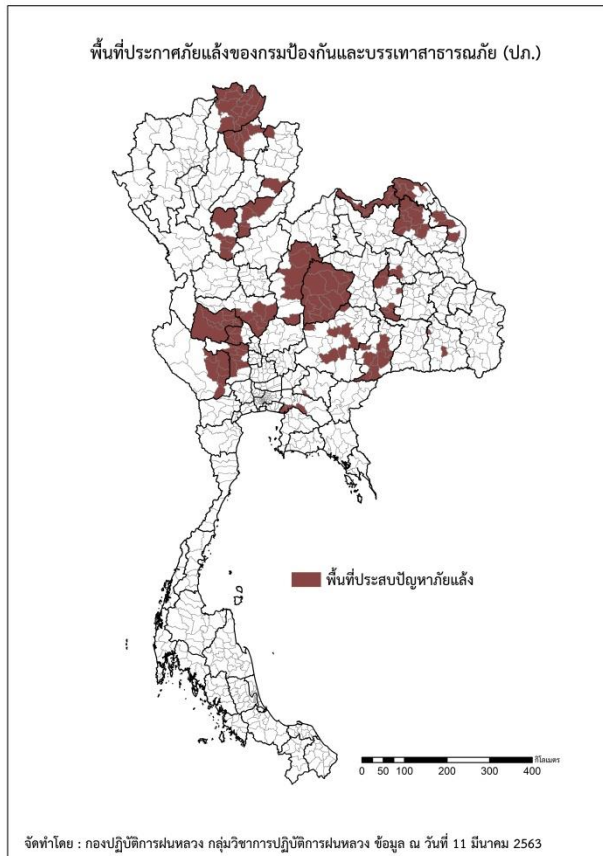 พื้นที่ประกาศภัยแล้งของกรมป้องกันและบรรเทาสาธารณภัย (ปภ.)
พื้นที่ประสบปัญหาภัยแล้ง
กิโลเมตร
0 50 100 200 300 400
จัดทำโดย : กองปฏิบัติการฝนหลวง กลุ่มวิชาการปฏิบัติการฝนหลวง ข้อมูล ณ วันที่ 11 มีนาคม 2563